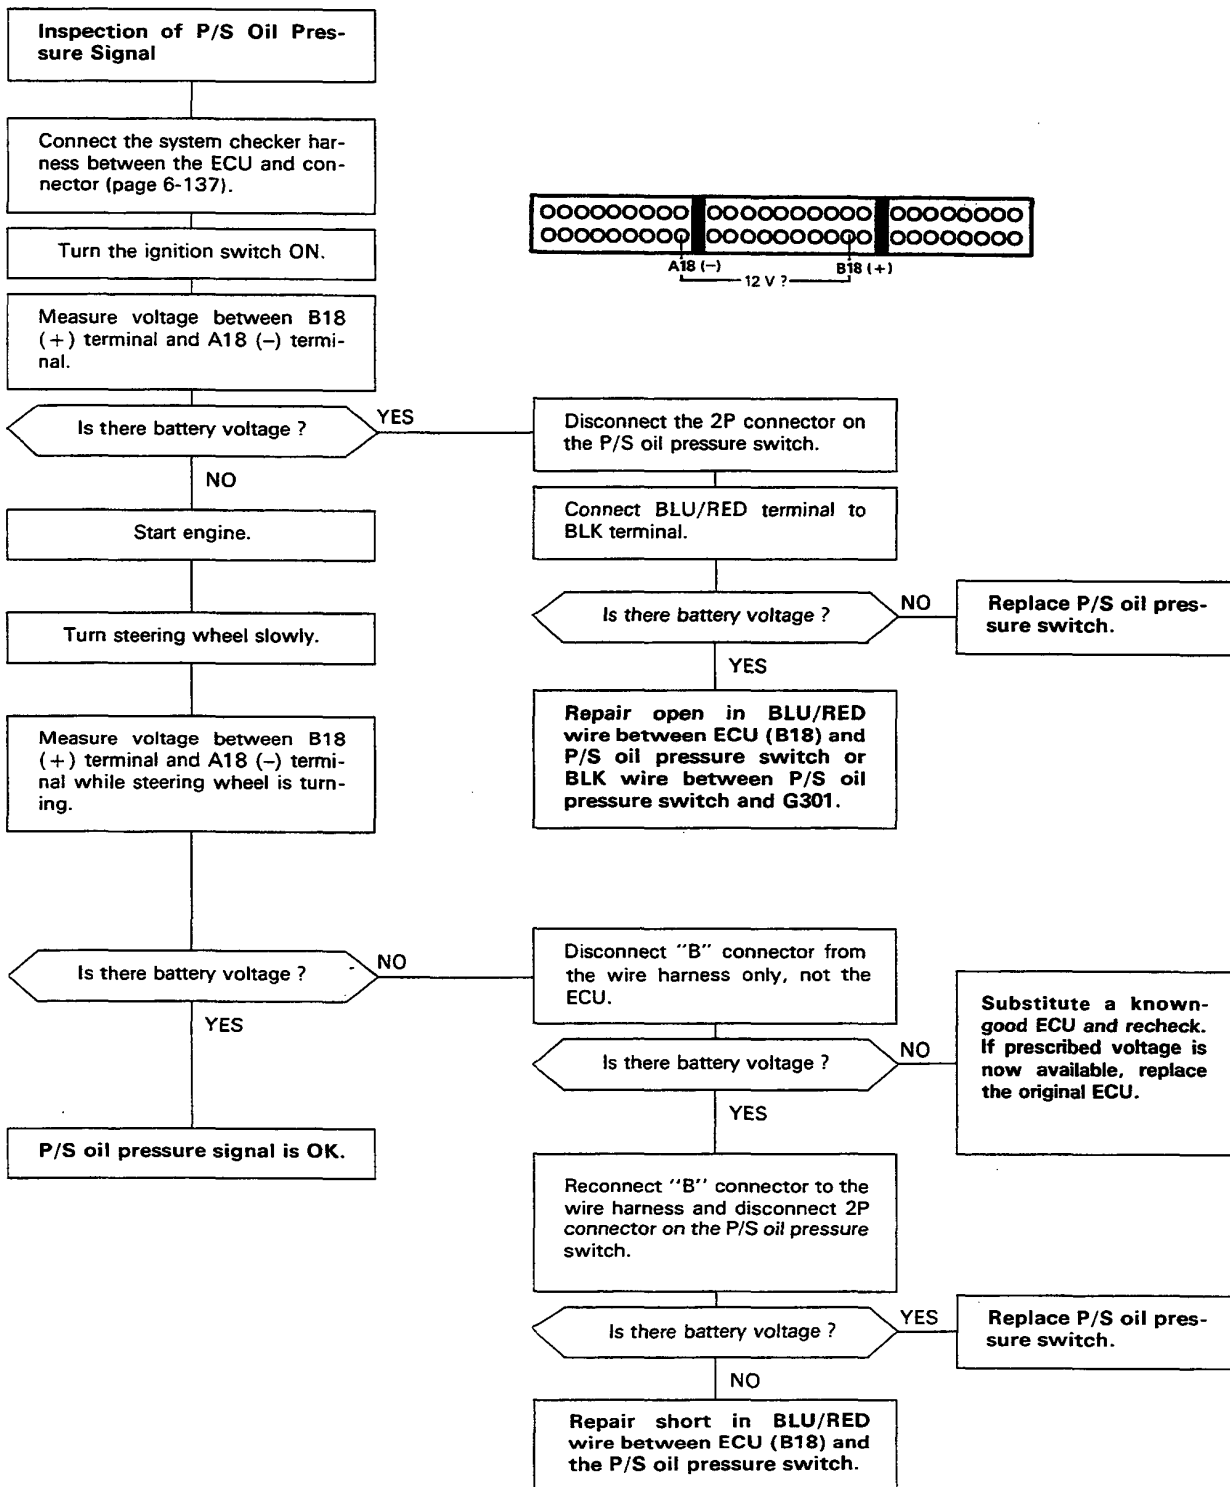 Inspection of P/S Oil Pres-
sure Signal
Connect the system checker har-
ness between the ECU and con-
nector (page 6-137).
Turn the ignition switch ON.
Measure voltage between B18
(+) terminal and A18 (–) termi-
nal.
A18 (–)
B18 (+)
12 V ?
Is there battery voltage ?
YES
NO
Disconnect the 2P connector on
the P/S oil pressure switch.
Connect BLU/RED terminal to
BLK terminal.
Is there battery voltage ?
NO
Replace P/S oil pres-
sure switch.
YES
Repair open in BLU/RED
wire between ECU (B18) and
P/S oil pressure switch or
BLK wire between P/S oil
pressure switch and G301.
Start engine.
Turn steering wheel slowly.
Measure voltage between B18
(+) terminal and A18 (–) termi-
nal while steering wheel is turn-
ing.
Is there battery voltage ?
NO
YES
P/S oil pressure signal is OK.
Disconnect "B" connector from
the wire harness only, not the
ECU.
Is there battery voltage ?
NO
Substitute a known-
good ECU and recheck.
If prescribed voltage is
now available, replace
the original ECU.
YES
Reconnect "B" connector to the
wire harness and disconnect 2P
connector on the P/S oil pressure
switch.
Is there battery voltage ?
YES
Replace P/S oil pres-
sure switch.
NO
Repair short in BLU/RED
wire between ECU (B18) and
the P/S oil pressure switch.